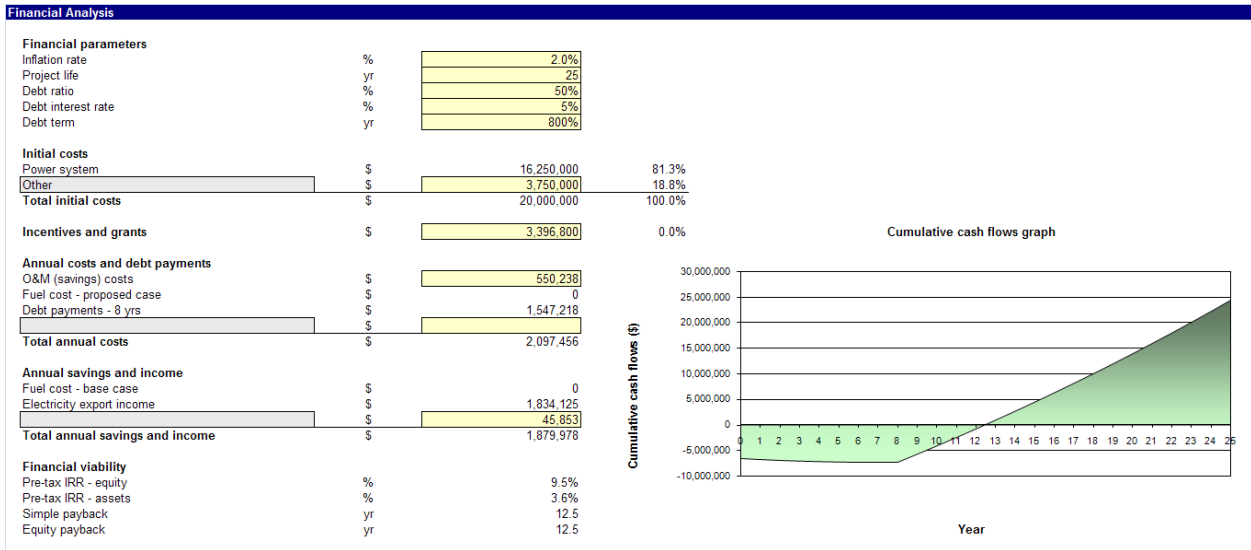 Financial Analysis
Financial parameters
Inflation rate % 2.0%
Project life yr 25
Debt ratio % 50%
Debt interest rate % 5%
Debt term yr 800%
Initial costs
Power system $ 16,250,000 81.3%
Other $ 3,750,000 18.8%
Total initial costs $ 20,000,000 100.0%
Incentives and grants $ 3,396,800 0.0%
Annual costs and debt payments
O&M (savings) costs $ 550,238
Fuel cost - proposed case $ 0
Debt payments - 8 yrs $ 1,547,218
$
Total annual costs $ 2,097,456
Annual savings and income
Fuel cost - base case $ 0
Electricity export income $ 1,834,125
$ 45,853
Total annual savings and income $ 1,879,978
Financial viability
Pre-tax IRR - equity % 9.5%
Pre-tax IRR - assets % 3.6%
Simple payback yr 12.5
Equity payback yr 12.5
Cumulative cash flows graph
Cumulative cash flows ($)
30,000,000
25,000,000
20,000,000
15,000,000
10,000,000
5,000,000
0
-5,000,000
-10,000,000
0 1 2 3 4 5 6 7 8 9 10 11 12 13 14 15 16 17 18 19 20 21 22 23 24 25
Year